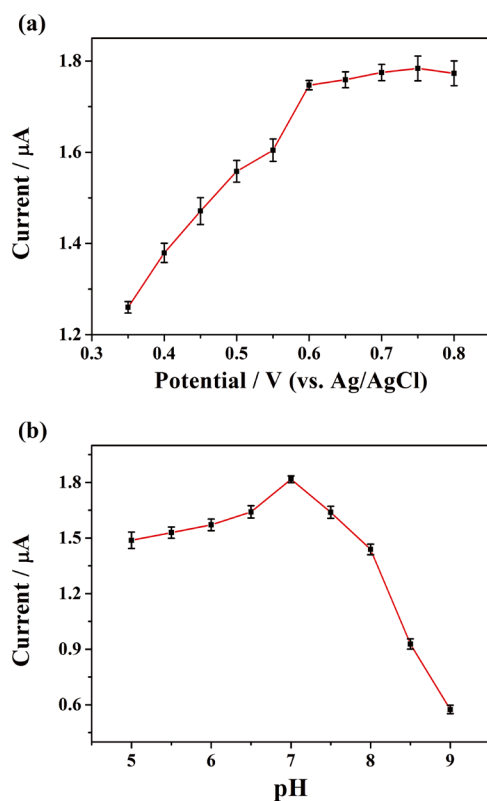 (a)
1.8
1.6
1.4
1.2
Current / μA
0.3 0.4 0.5 0.6 0.7 0.8
Potential / V (vs. Ag/AgCl)
(b)
1.8
1.5
1.2
0.9
0.6
Current / μA
5 6 7 8 9
pH